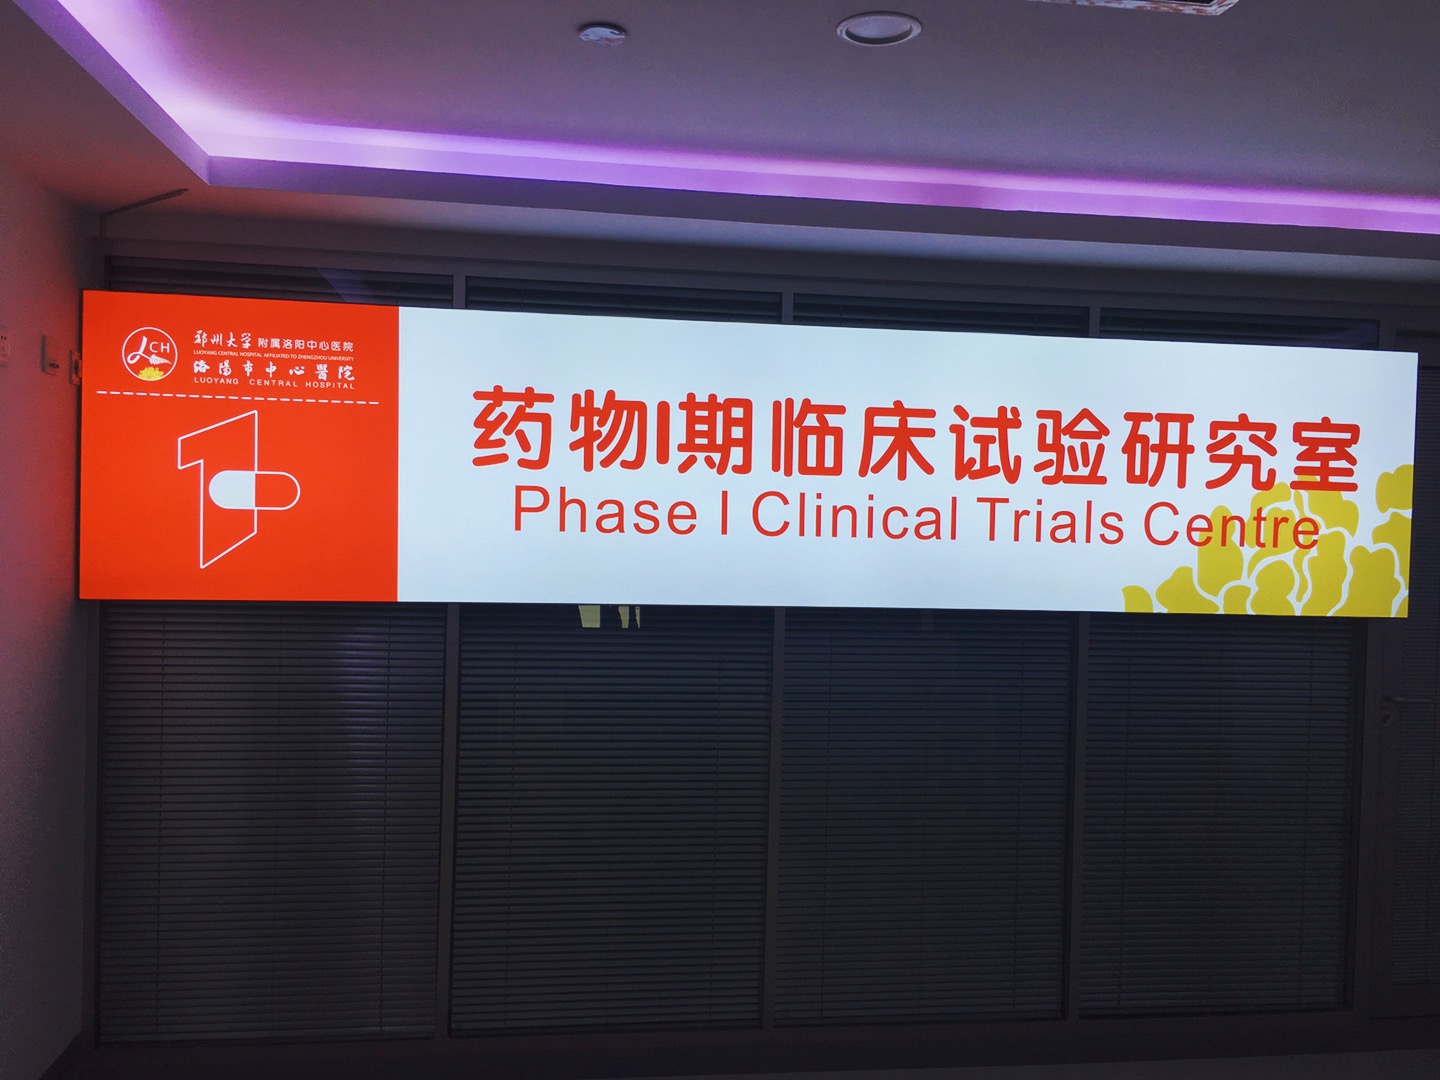 郑州大学 附属洛阳中心医院
LUOYANG CENTRAL HOSPITAL AFFILIATED TO ZHENGZHOU UNIVERSITY
洛陽市中心醫院
LUOYANG CENTRAL HOSPITAL
LCH
1
药物I期临床试验研究室
Phase I Clinical Trials Centre